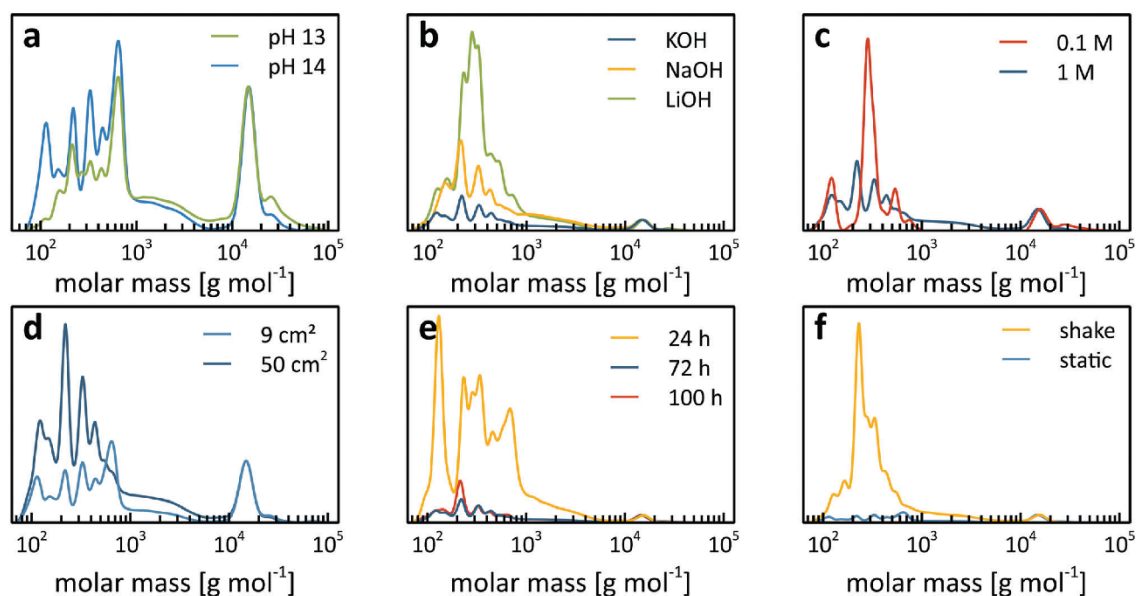 a
pH 13
pH 14
10² 10³ 10⁴ 10⁵
molar mass [g mol⁻¹]
b
KOH
NaOH
LiOH
10² 10³ 10⁴ 10⁵
molar mass [g mol⁻¹]
c
0.1 M
1 M
10² 10³ 10⁴ 10⁵
molar mass [g mol⁻¹]
d
9 cm²
50 cm²
10² 10³ 10⁴ 10⁵
molar mass [g mol⁻¹]
e
24 h
72 h
100 h
10² 10³ 10⁴ 10⁵
molar mass [g mol⁻¹]
f
shake
static
10² 10³ 10⁴ 10⁵
molar mass [g mol⁻¹]